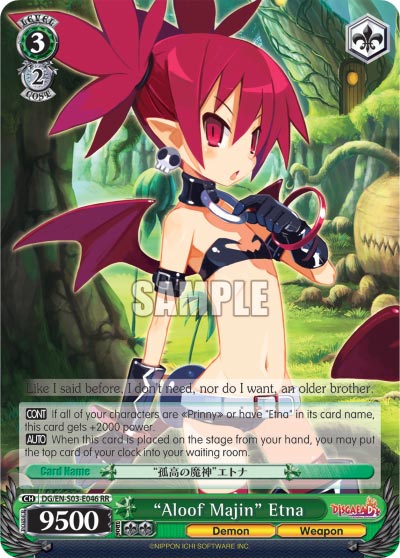 LEVEL
3
2
COST
SAMPLE
Like I said before, I don't need, nor do I want, an older brother.
CONT If all of your characters are «Prinny» or have "Etna" in its card name,
this card gets +2000 power.
AUTO When this card is placed on the stage from your hand, you may put
the top card of your clock into your waiting room.
Card Name
“孤高の魔神”エトナ
CH DG/EN-S03-E046 RR
“Aloof Majin” Etna
DISGAEA
POWER
9500
SOUL
Demon
Weapon
©NIPPON ICHI SOFTWARE INC.